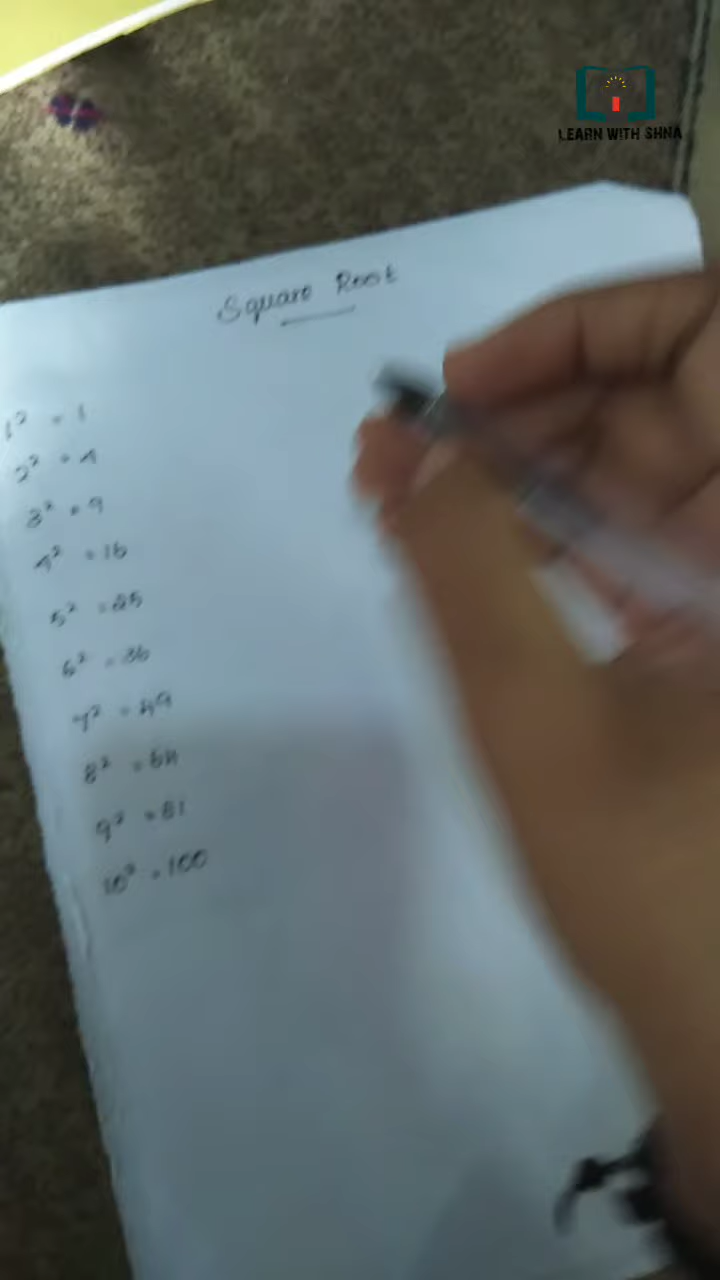 LEARN WITH SHNA
Square Root
1² = 1
2² = 4
3² = 9
4² = 16
5² = 25
6² = 36
7² = 49
8² = 64
9² = 81
10² = 100